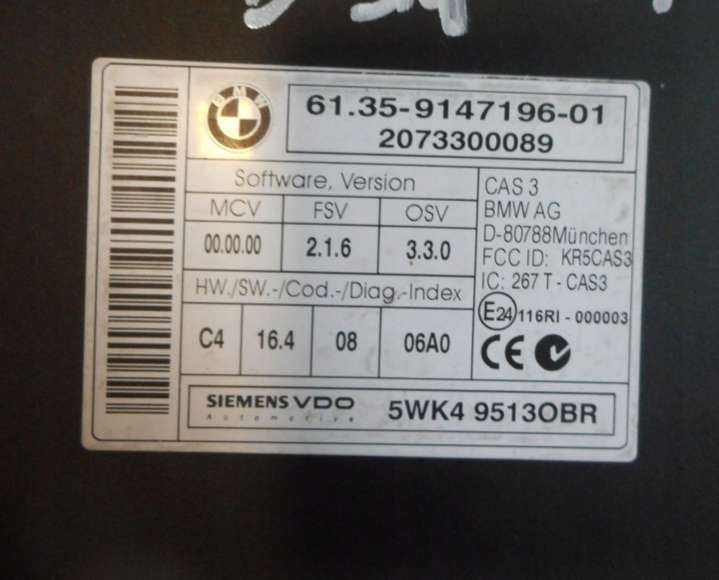 BMW
61.35-9147196-01
2073300089
Software, Version
MCV FSV OSV
00.00.00 2.1.6 3.3.0
HW./SW.-/Cod.-/Diag.-Index
C4 16.4 08 06A0
CAS 3
BMW AG
D-80788München
FCC ID: KR5CAS3
IC: 267 T - CAS3
E24 116RI - 000003
CE
SIEMENS VDO
Automotive
5WK4 9513OBR